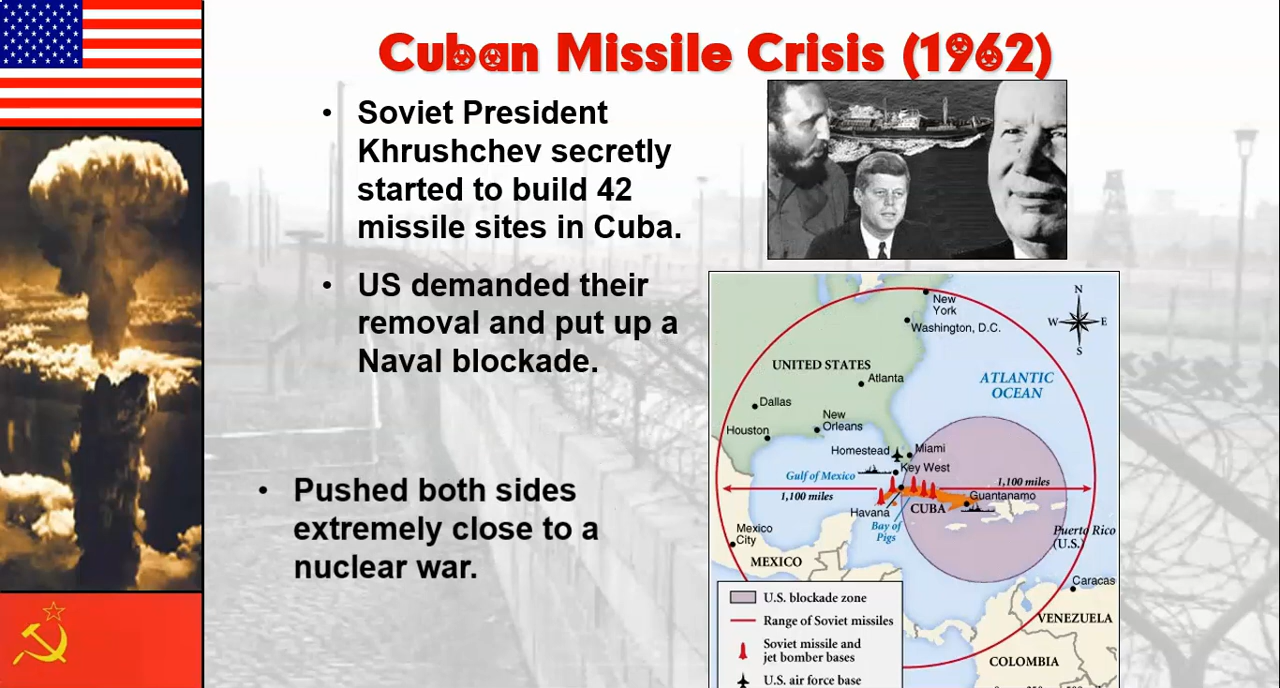 Cuban Missile Crisis (1962)
• Soviet President
Khrushchev secretly
started to build 42
missile sites in Cuba.
• US demanded their
removal and put up a
Naval blockade.
• Pushed both sides
extremely close to a
nuclear war.
New
York
Washington, D.C.
N
W
E
S
UNITED STATES
Atlanta
ATLANTIC
OCEAN
Dallas
New
Orleans
Houston
Homestead
Miami
Gulf of Mexico
Key West
1,100 miles
1,100 miles
Guantanamo
Havana
CUBA
Bay of
Pigs
Mexico
City
Puerto Rico
(U.S.)
MEXICO
Caracas
VENEZUELA
COLOMBIA
U.S. blockade zone
Range of Soviet missiles
Soviet missile and
jet bomber bases
U.S. air force base